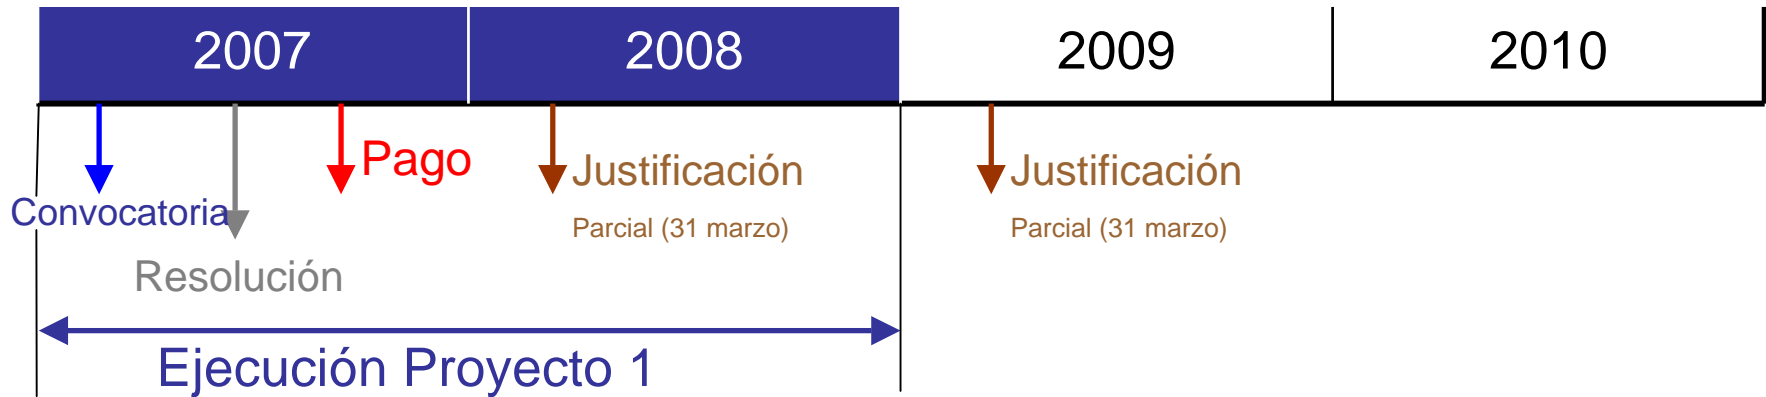 2007 2008 2009 2010
Pago
Justificación
Parcial (31 marzo)
Justificación
Parcial (31 marzo)
Convocatoria
Resolución
Ejecución Proyecto 1